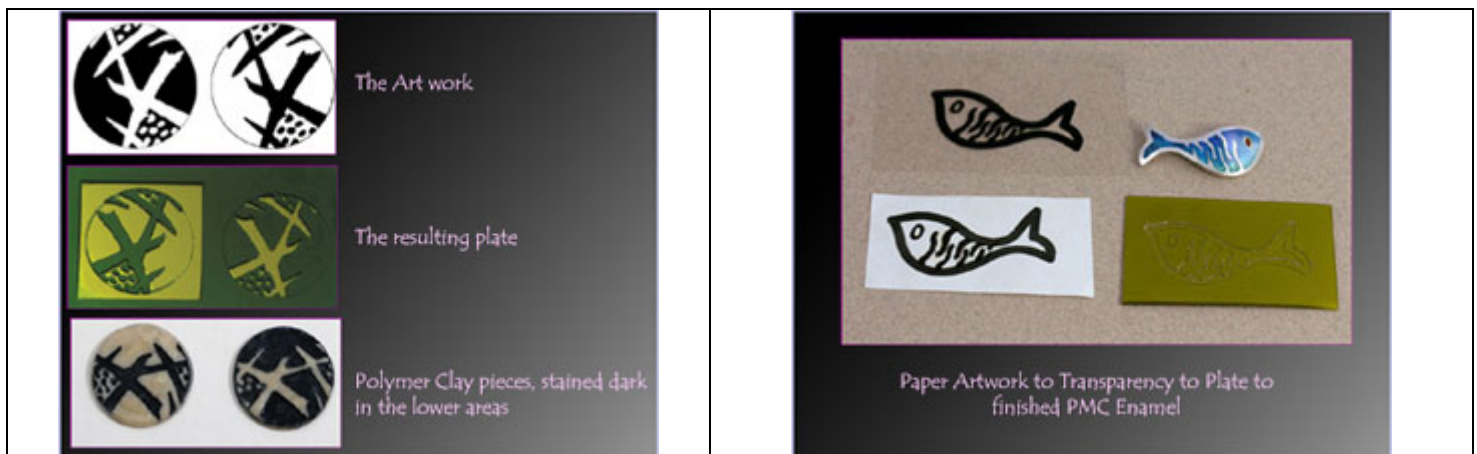 The Art work
The resulting plate
Polymer Clay pieces, stained dark
in the lower areas
Paper Artwork to Transparency to Plate to
finished PMC Enamel